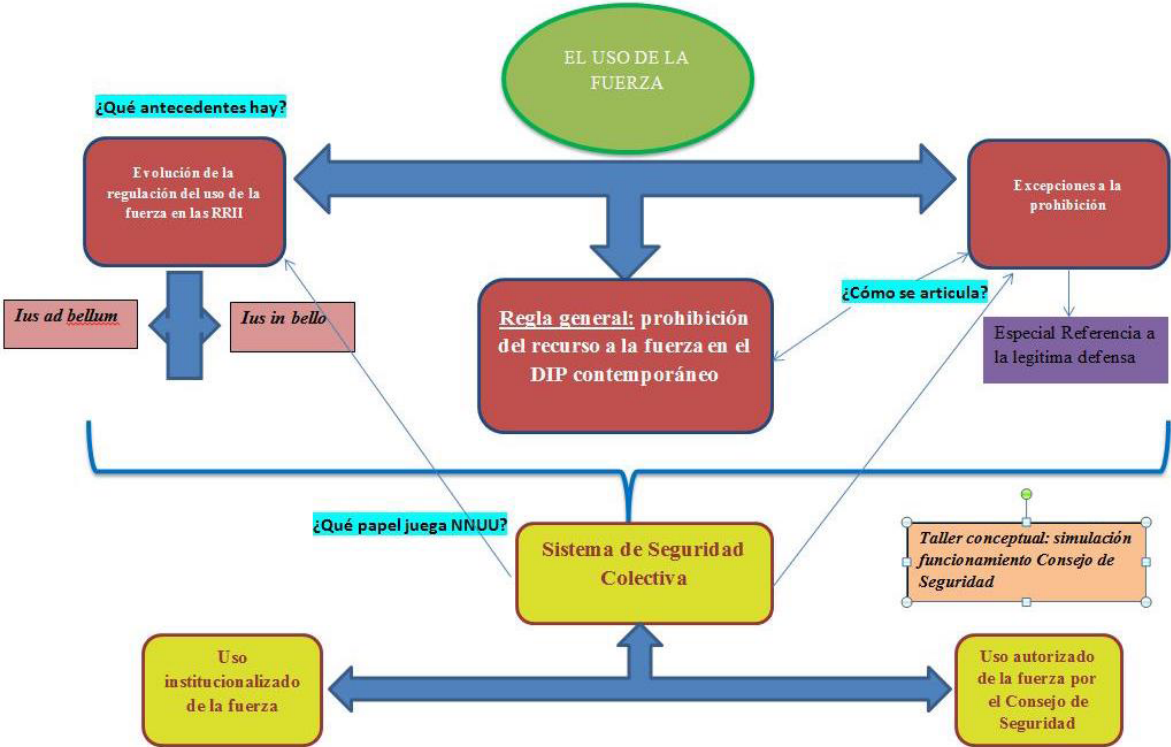 EL USO DE LA
FUERZA
¿Qué antecedentes hay?
Evolución de la
regulación del uso de la
fuerza en las RRII
Excepciones a la
prohibición
Ius ad bellum
Ius in bello
Regla general: prohibición
del recurso a la fuerza en el
DIP contemporáneo
¿Cómo se articula?
Especial Referencia a
la legitima defensa
¿Qué papel juega NNUU?
Sistema de Seguridad
Colectiva
Taller conceptual: simulación
funcionamiento Consejo de
Seguridad
Uso
institucionalizado
de la fuerza
Uso autorizado
de la fuerza por
el Consejo de
Seguridad